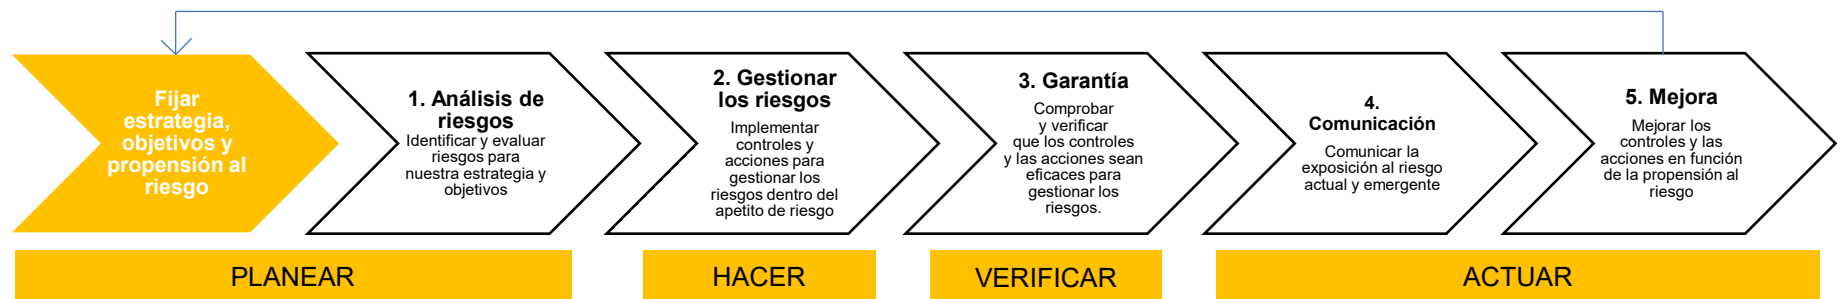 Fijar
estrategia,
objetivos y
propensión al
riesgo
1. Análisis de
riesgos
Identificar y evaluar
riesgos para
nuestra estrategia y
objetivos
2. Gestionar
los riesgos
Implementar
controles y
acciones para
gestionar los
riesgos dentro del
apetito de riesgo
3. Garantía
Comprobar
y verificar
que los controles
y las acciones sean
eficaces para
gestionar los
riesgos.
4.
Comunicación
Comunicar la
exposición al riesgo
actual y emergente
5. Mejora
Mejorar los
controles y las
acciones en función
de la propensión al
riesgo
PLANEAR
HACER
VERIFICAR
ACTUAR